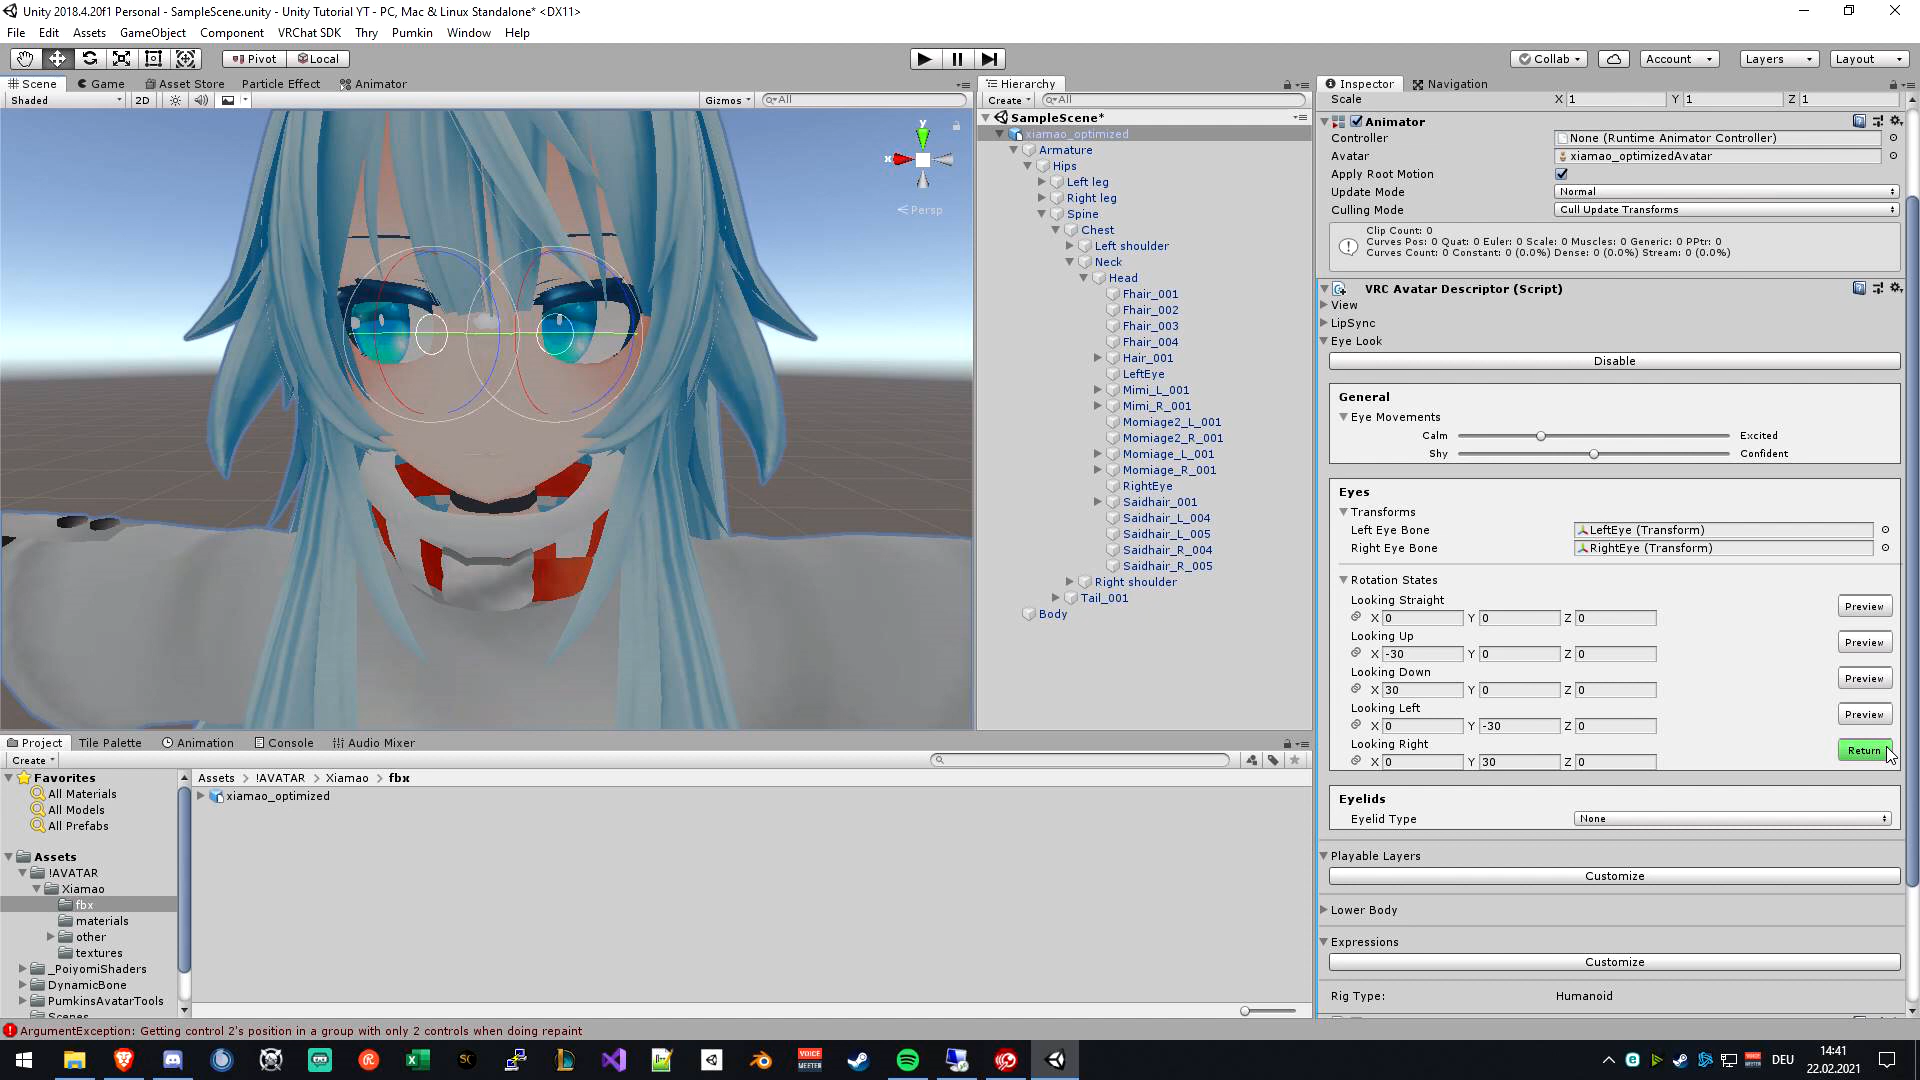 Unity 2018.4.20f1 Personal - SampleScene.unity - Unity Tutorial YT - PC, Mac & Linux Standalone* <DX11>
File Edit Assets GameObject Component VRChat SDK Thry Pumkin Window Help
Pivot Local Collab Account Layers Layout
Scene Game Asset Store Particle Effect Animator
Shaded 2D Gizmos All
y
x
Persp
Hierarchy
Create All
SampleScene*
xiamao_optimized
Armature
Hips
Left leg
Right leg
Spine
Chest
Left shoulder
Neck
Head
Fhair_001
Fhair_002
Fhair_003
Fhair_004
Hair_001
LeftEye
Mimi_L_001
Mimi_R_001
Momiage2_L_001
Momiage2_R_001
Momiage_L_001
Momiage_R_001
RightEye
Saidhair_001
Saidhair_L_004
Saidhair_L_005
Saidhair_R_004
Saidhair_R_005
Right shoulder
Tail_001
Body
Inspector Navigation
Scale X 1 Y 1 Z 1
Animator
Controller None (Runtime Animator Controller)
Avatar xiamao_optimizedAvatar
Apply Root Motion
Update Mode Normal
Culling Mode Cull Update Transforms
Clip Count: 0
Curves Pos: 0 Quat: 0 Euler: 0 Scale: 0 Muscles: 0 Generic: 0 PPtr: 0
Curves Count: 0 Constant: 0 (0.0%) Dense: 0 (0.0%) Stream: 0 (0.0%)
VRC Avatar Descriptor (Script)
View
LipSync
Eye Look
Disable
General
Eye Movements
Calm Excited
Shy Confident
Eyes
Transforms
Left Eye Bone LeftEye (Transform)
Right Eye Bone RightEye (Transform)
Rotation States
Looking Straight Preview
X 0 Y 0 Z 0
Looking Up Preview
X -30 Y 0 Z 0
Looking Down Preview
X 30 Y 0 Z 0
Looking Left Preview
X 0 Y -30 Z 0
Looking Right Return
X 0 Y 30 Z 0
Eyelids
Eyelid Type None
Playable Layers
Customize
Lower Body
Expressions
Customize
Rig Type: Humanoid
Project Tile Palette Animation Console Audio Mixer
Create
Favorites
All Materials
All Models
All Prefabs
Assets
!AVATAR
Xiamao
fbx
materials
other
textures
_PoiyomiShaders
DynamicBone
PumkinsAvatarTools
Scenes
Assets > !AVATAR > Xiamao > fbx
xiamao_optimized
ArgumentException: Getting control 2's position in a group with only 2 controls when doing repaint
VOICE
MEETER
DEU
14:41
22.02.2021